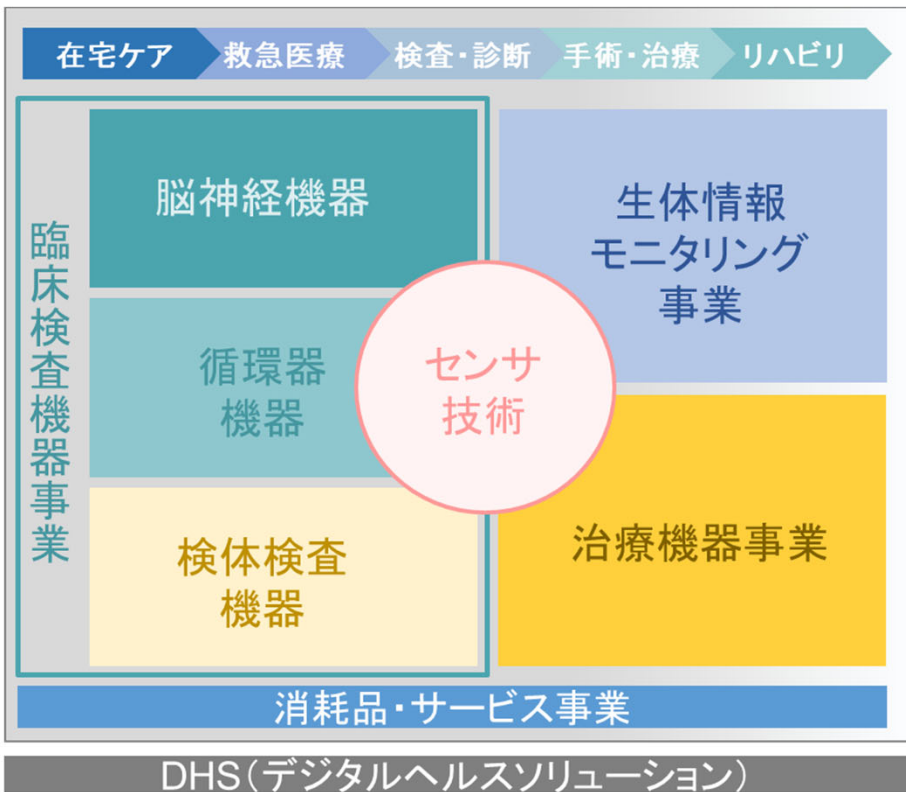 在宅ケア
救急医療
検査・診断
手術・治療
リハビリ
臨床検査機器事業
脳神経機器
循環器
機器
検体検査
機器
センサ
技術
生体情報
モニタリング
事業
治療機器事業
消耗品・サービス事業
DHS(デジタルヘルスソリューション)